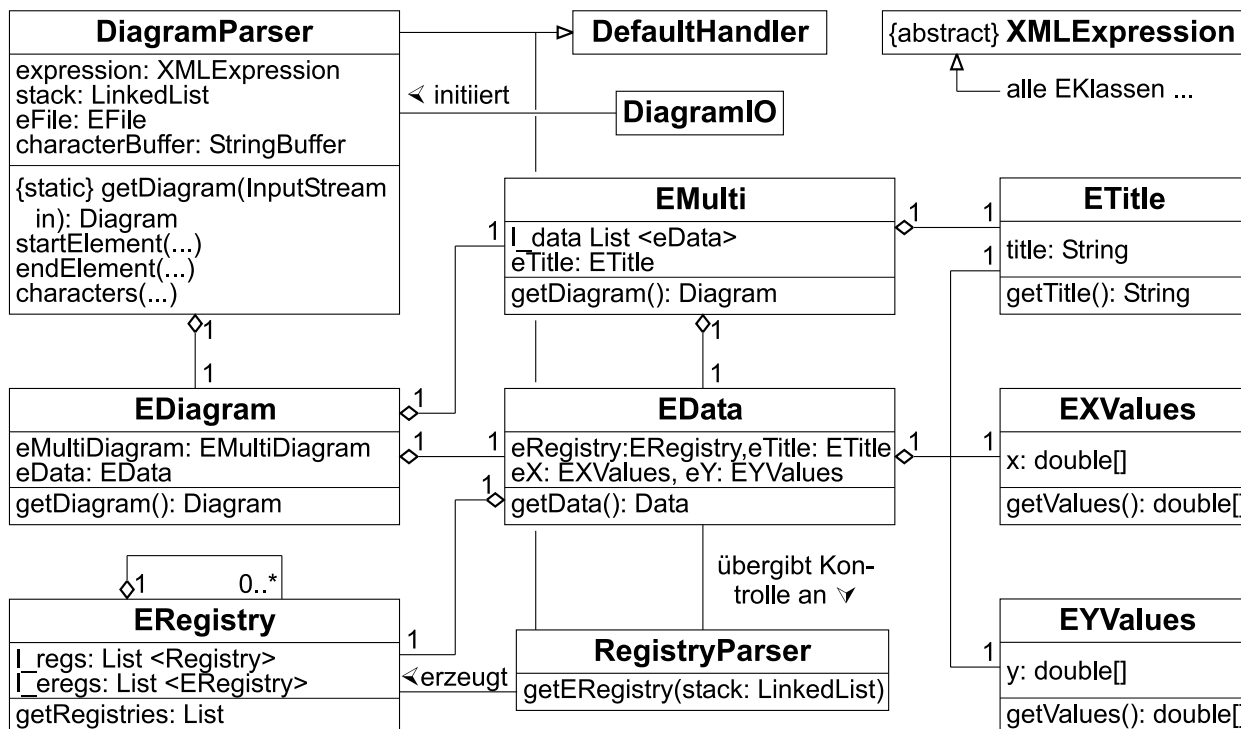 DiagramParser
expression: XMLExpression
stack: LinkedList
eFile: EFile
characterBuffer: StringBuffer
{static} getDiagram(InputStream
in): Diagram
startElement(...)
endElement(...)
characters(...)
DefaultHandler
{abstract} XMLExpression
alle EKlassen ...
initiiert
DiagramIO
EMulti
l_data List <eData>
eTitle: ETitle
getDiagram(): Diagram
1
1
1
1
ETitle
title: String
getTitle(): String
1
1
1
1
EDiagram
eMultiDiagram: EMultiDiagram
eData: EData
getDiagram(): Diagram
1
1
1
1
EData
eRegistry:ERegistry,eTitle: ETitle
eX: EXValues, eY: EYValues
getData(): Data
1
1
1
EXValues
x: double[]
getValues(): double[]
1
0..*
ERegistry
l_regs: List <Registry>
l_eregs: List <ERegistry>
getRegistries: List
1
erzeugt
übergibt Kon-
trolle an
RegistryParser
getERegistry(stack: LinkedList)
1
EYValues
y: double[]
getValues(): double[]